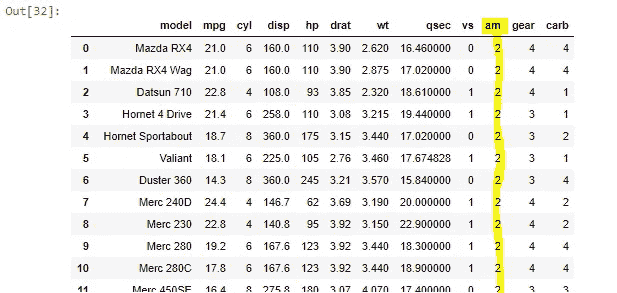 Out[32]:
model mpg cyl disp hp drat wt qsec vs am gear carb
0 Mazda RX4 21.0 6 160.0 110 3.90 2.620 16.460000 0 2 4 4
1 Mazda RX4 Wag 21.0 6 160.0 110 3.90 2.875 17.020000 0 2 4 4
2 Datsun 710 22.8 4 108.0 93 3.85 2.320 18.610000 1 2 4 1
3 Hornet 4 Drive 21.4 6 258.0 110 3.08 3.215 19.440000 1 2 3 1
4 Hornet Sportabout 18.7 8 360.0 175 3.15 3.440 17.020000 0 2 3 2
5 Valiant 18.1 6 225.0 105 2.76 3.460 17.674828 1 2 3 1
6 Duster 360 14.3 8 360.0 245 3.21 3.570 15.840000 0 2 3 4
7 Merc 240D 24.4 4 146.7 62 3.69 3.190 20.000000 1 2 4 2
8 Merc 230 22.8 4 140.8 95 3.92 3.150 22.900000 1 2 4 2
9 Merc 280 19.2 6 167.6 123 3.92 3.440 18.300000 1 2 4 4
10 Merc 280C 17.8 6 167.6 123 3.92 3.440 18.900000 1 2 4 4
11 Merc 450SE 16.4 8 275.8 180 3.07 4.070 17.400000 0 2 3 3